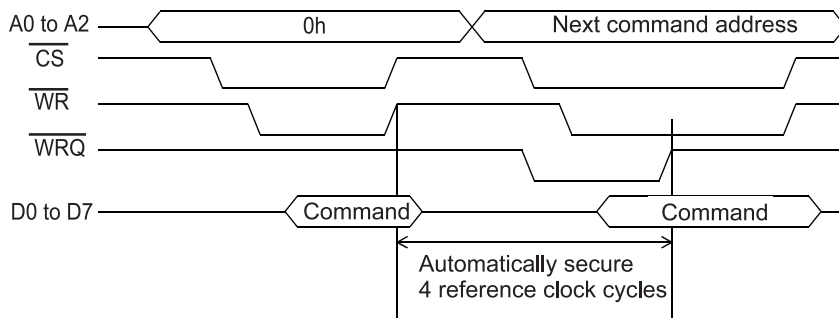 A0 to A2 0h Next command address
CS
WR
WRQ
D0 to D7 Command Command
Automatically secure
4 reference clock cycles